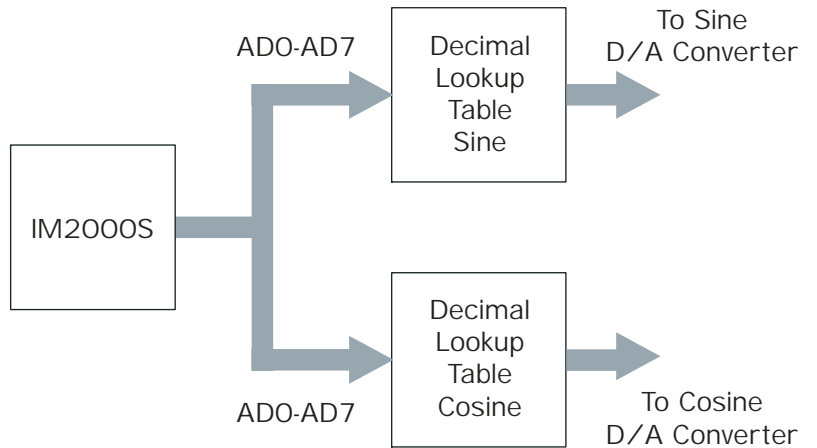 AD0-AD7
Decimal
Lookup
Table
Sine
To Sine
D/A Converter
IM2000S
AD0-AD7
Decimal
Lookup
Table
Cosine
To Cosine
D/A Converter